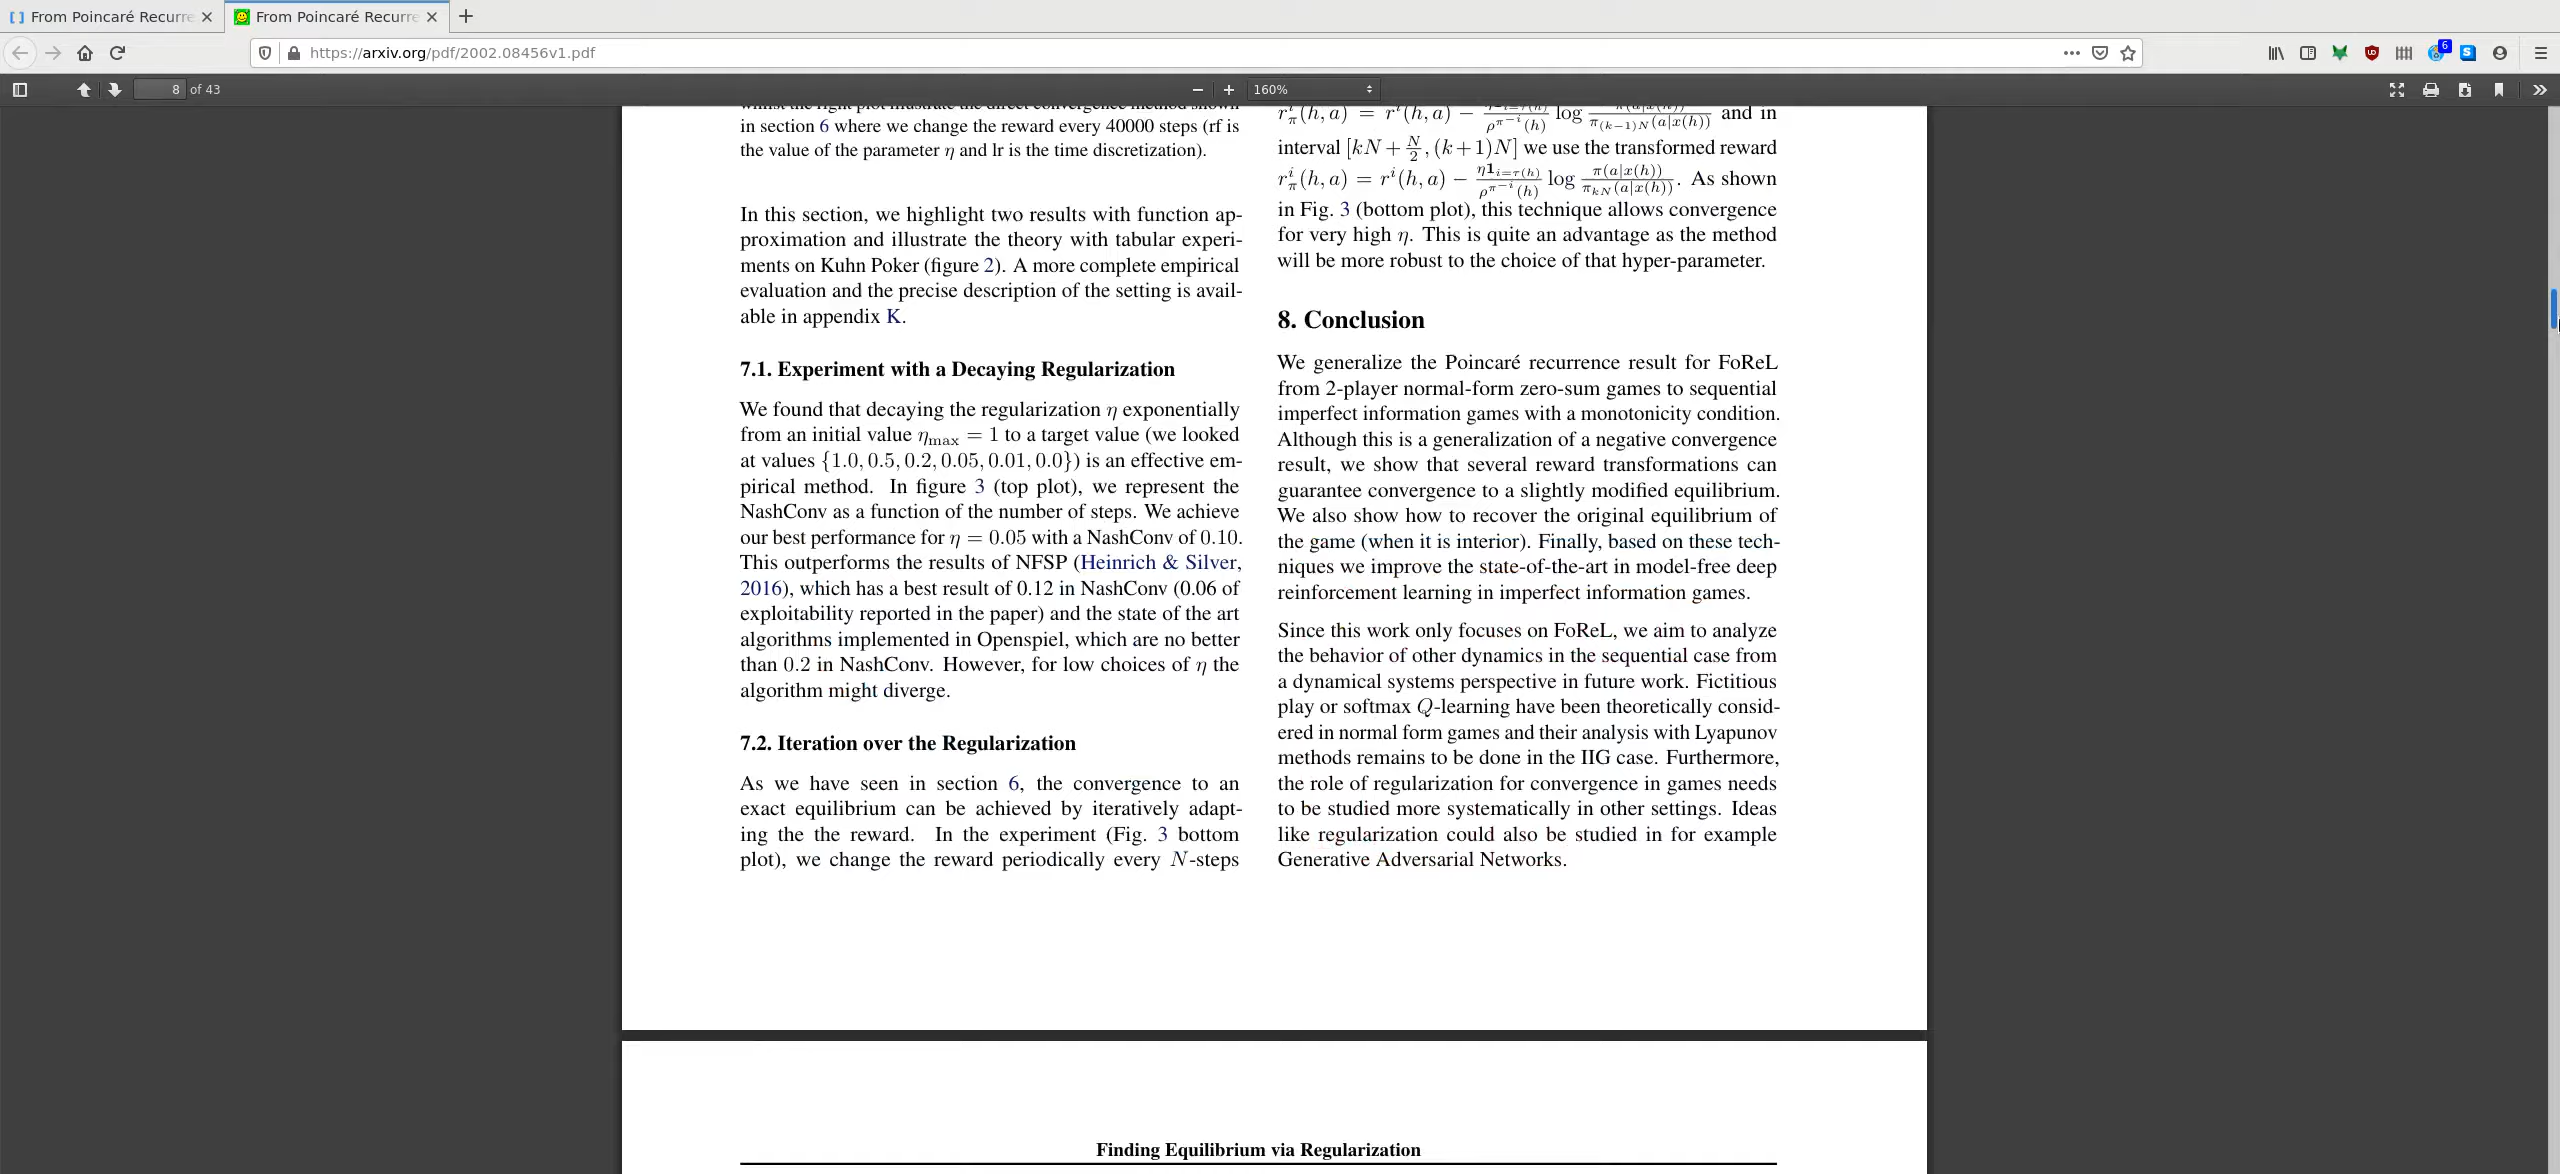 From Poincaré Recurre
From Poincaré Recurre
https://arxiv.org/pdf/2002.08456v1.pdf
6
8 of 43
160%
in section 6 where we change the reward every 40000 steps (rf is
the value of the parameter η and lr is the time discretization).
In this section, we highlight two results with function ap-
proximation and illustrate the theory with tabular experi-
ments on Kuhn Poker (figure 2). A more complete empirical
evaluation and the precise description of the setting is avail-
able in appendix K.
7.1. Experiment with a Decaying Regularization
We found that decaying the regularization η exponentially
from an initial value η_max = 1 to a target value (we looked
at values {1.0, 0.5, 0.2, 0.05, 0.01, 0.0}) is an effective em-
pirical method. In figure 3 (top plot), we represent the
NashConv as a function of the number of steps. We achieve
our best performance for η = 0.05 with a NashConv of 0.10.
This outperforms the results of NFSP (Heinrich & Silver,
2016), which has a best result of 0.12 in NashConv (0.06 of
exploitability reported in the paper) and the state of the art
algorithms implemented in Openspiel, which are no better
than 0.2 in NashConv. However, for low choices of η the
algorithm might diverge.
7.2. Iteration over the Regularization
As we have seen in section 6, the convergence to an
exact equilibrium can be achieved by iteratively adapt-
ing the the reward. In the experiment (Fig. 3 bottom
plot), we change the reward periodically every N-steps
and in
interval [kN + N/2, (k+1)N] we use the transformed reward
r^i_π(h, a) = r^i(h, a) − η1_{i=τ(h)}/ρ^{π^{-i}}(h) log π(a|x(h))/π_{kN}(a|x(h)). As shown
in Fig. 3 (bottom plot), this technique allows convergence
for very high η. This is quite an advantage as the method
will be more robust to the choice of that hyper-parameter.
8. Conclusion
We generalize the Poincaré recurrence result for FoReL
from 2-player normal-form zero-sum games to sequential
imperfect information games with a monotonicity condition.
Although this is a generalization of a negative convergence
result, we show that several reward transformations can
guarantee convergence to a slightly modified equilibrium.
We also show how to recover the original equilibrium of
the game (when it is interior). Finally, based on these tech-
niques we improve the state-of-the-art in model-free deep
reinforcement learning in imperfect information games.
Since this work only focuses on FoReL, we aim to analyze
the behavior of other dynamics in the sequential case from
a dynamical systems perspective in future work. Fictitious
play or softmax Q-learning have been theoretically consid-
ered in normal form games and their analysis with Lyapunov
methods remains to be done in the IIG case. Furthermore,
the role of regularization for convergence in games needs
to be studied more systematically in other settings. Ideas
like regularization could also be studied in for example
Generative Adversarial Networks.
Finding Equilibrium via Regularization